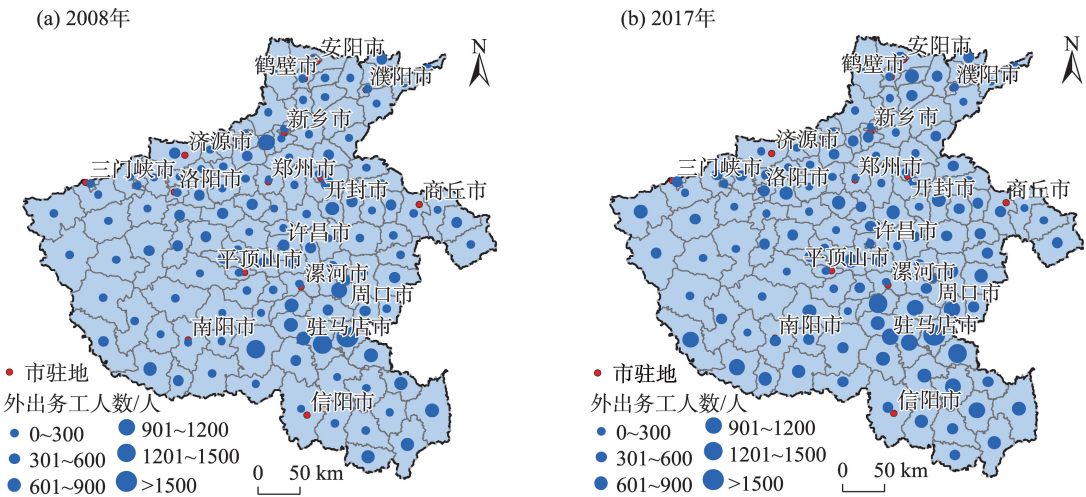 (a) 2008年
N
安阳市
鹤壁市
濮阳市
新乡市
济源市
三门峡市
洛阳市
郑州市
开封市
商丘市
许昌市
平顶山市
漯河市
周口市
南阳市
驻马店市
信阳市
市驻地
外出务工人数/人
0~300
301~600
601~900
901~1200
1201~1500
>1500
0 50 km
(b) 2017年
N
安阳市
鹤壁市
濮阳市
新乡市
济源市
三门峡市
洛阳市
郑州市
开封市
商丘市
许昌市
平顶山市
漯河市
周口市
南阳市
驻马店市
信阳市
市驻地
外出务工人数/人
0~300
301~600
601~900
901~1200
1201~1500
>1500
0 50 km